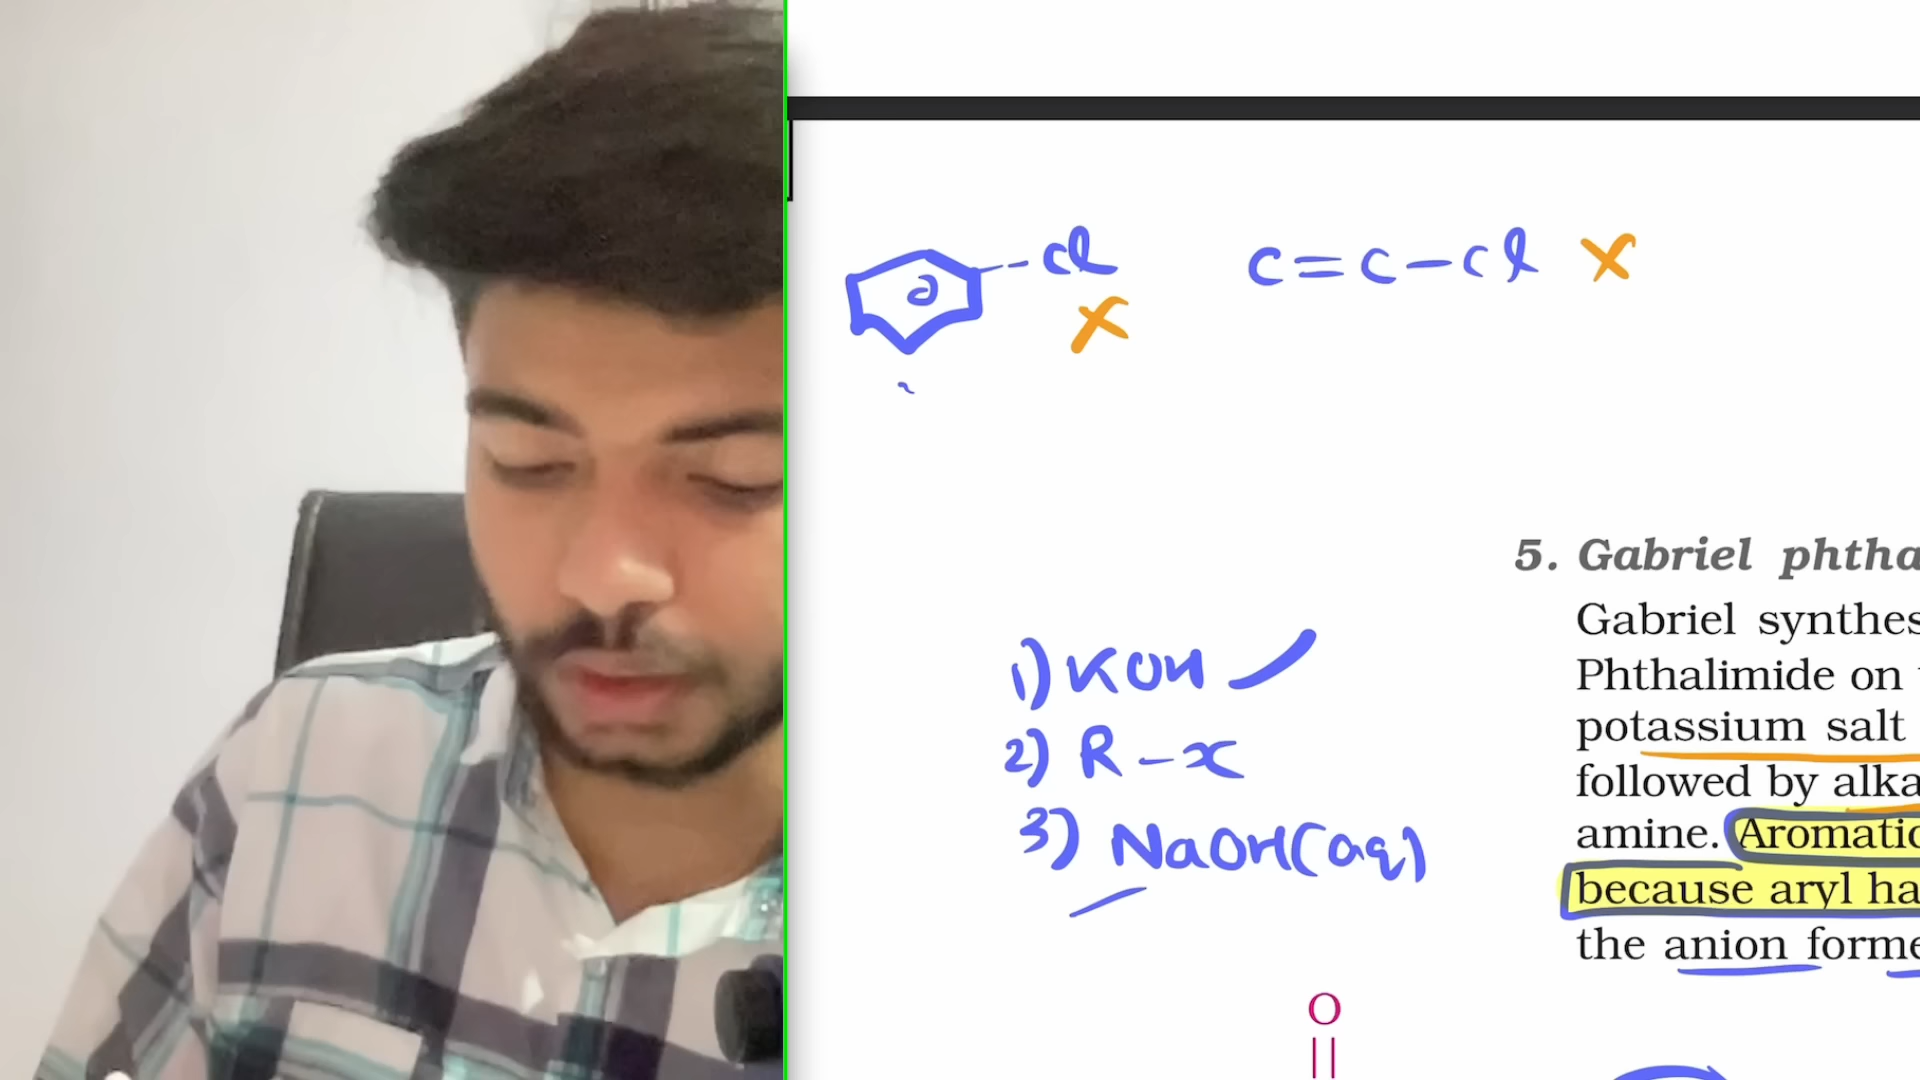 Cl
C=C-Cl X
X
5. Gabriel phtha
Gabriel synthes
Phthalimide on
potassium salt
followed by alka
amine. Aromatic
because aryl ha
the anion forme
1) KOH
2) R-x
3) NaOH(aq)
O